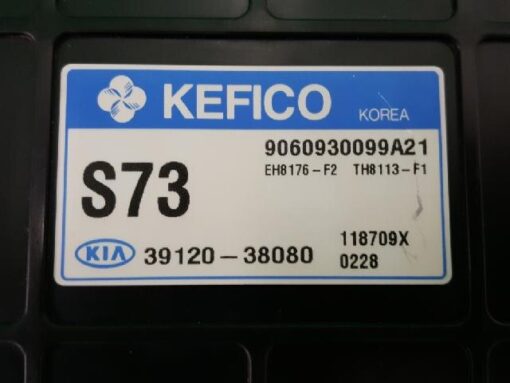 KEFICO KOREA
9060930099A21
EH8176-F2 TH8113-F1
S73
KIA 39120-38080
118709X
0228